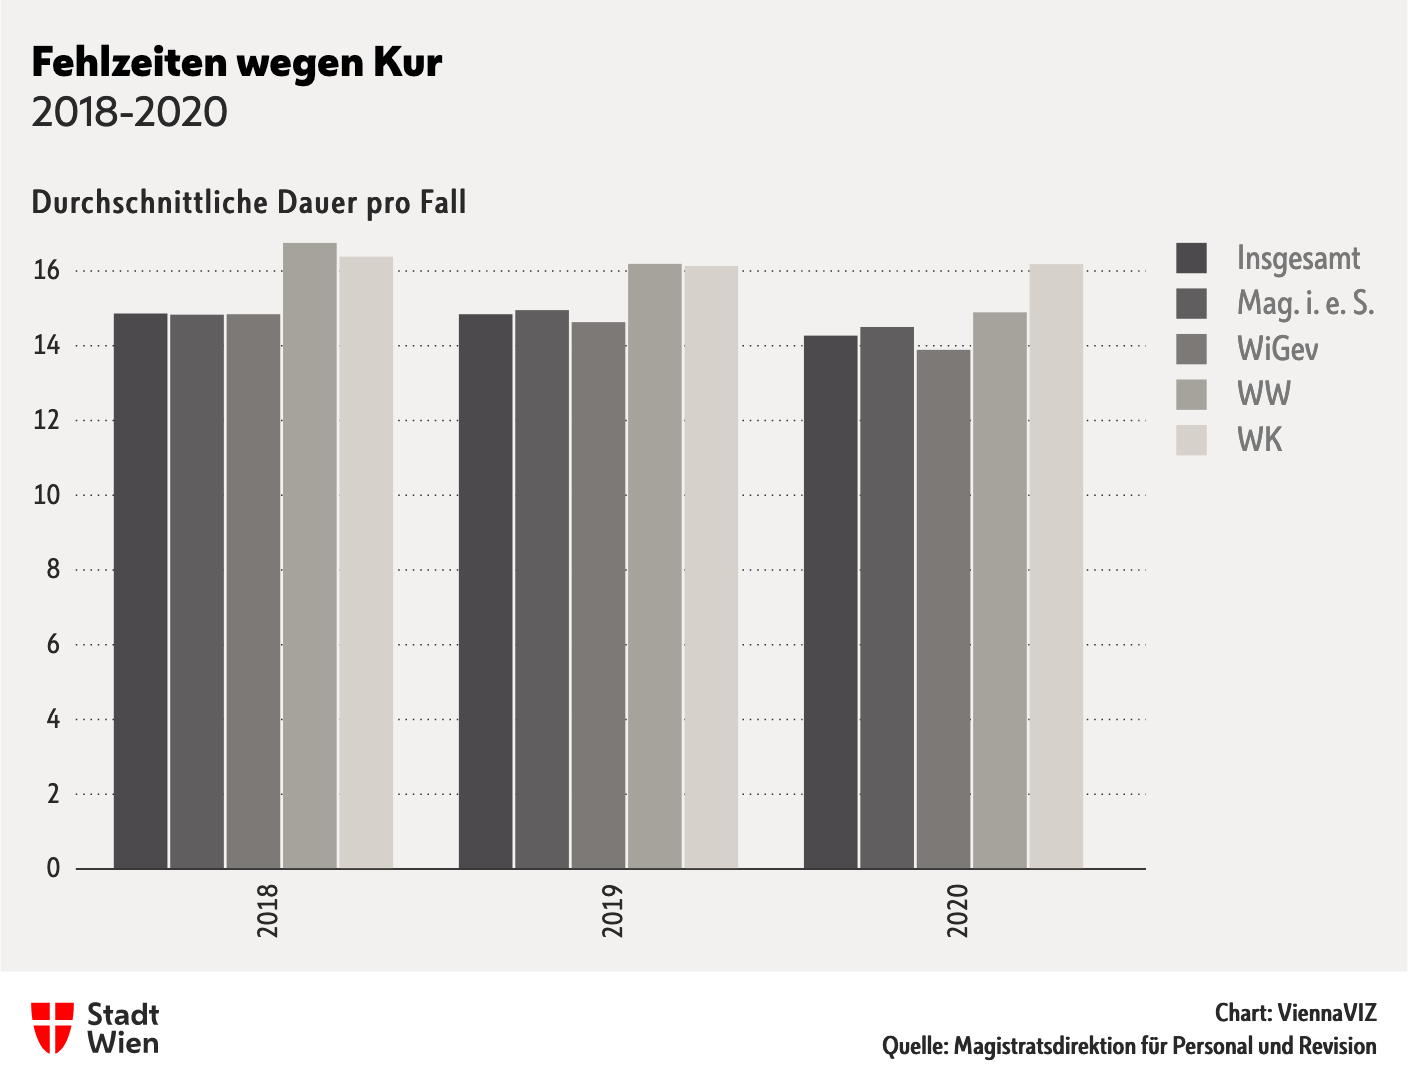 Fehlzeiten wegen Kur
2018-2020
Durchschnittliche Dauer pro Fall
16
14
12
10
8
6
4
2
0
2018
2019
2020
Insgesamt
Mag. i. e. S.
WiGev
WW
WK
Stadt
Wien
Chart: ViennaVIZ
Quelle: Magistratsdirektion für Personal und Revision